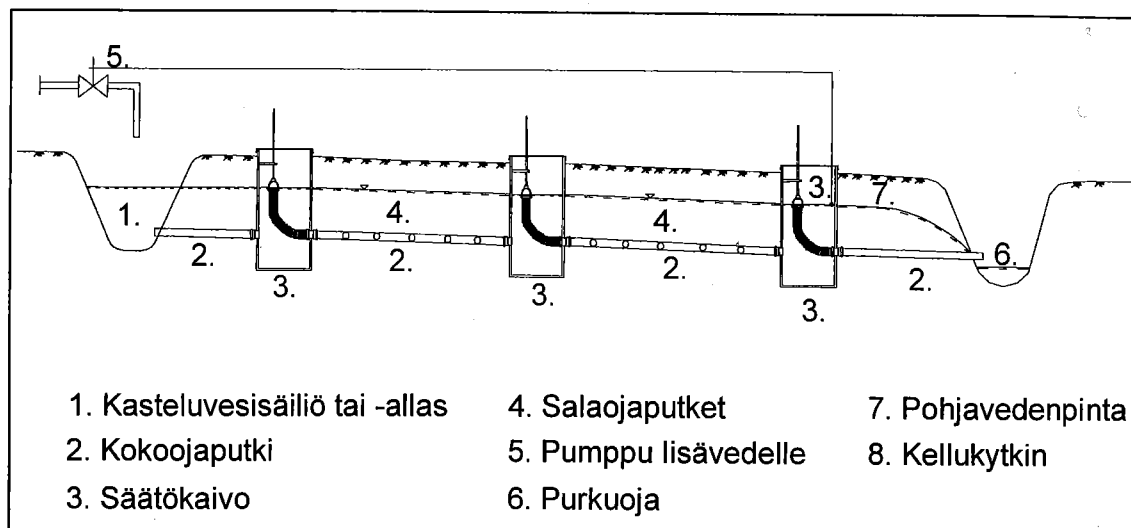 5.
3.
7.
1.
4.
4.
6.
2.
2.
2.
2.
3.
3.
3.
1. Kasteluvesisäiliö tai -allas
2. Kokoojaputki
3. Säätökaivo
4. Salaojaputket
5. Pumppu lisävedelle
6. Purkuoja
7. Pohjavedenpinta
8. Kellukytkin